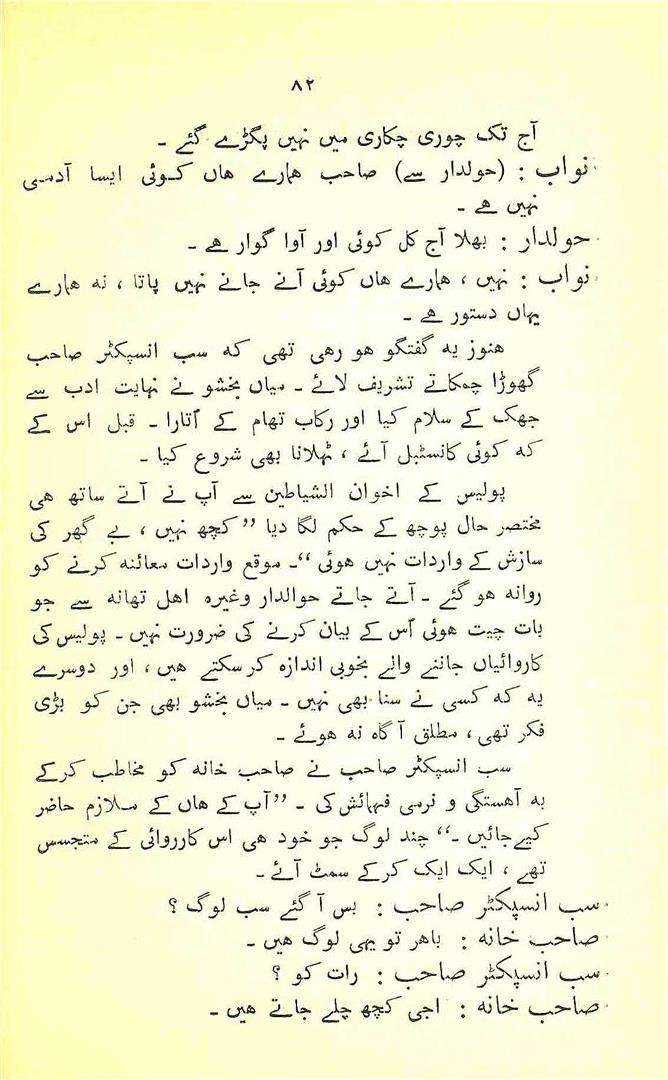 ۸۲
آج تک چوری چکاری میں نہیں پکڑے گئے ۔
نواب : (حولدار سے) صاحب ہمارے ہاں کوئی ایسا آدمی
نہیں ہے ۔
حولدار : بھلا آج کل کوئی اور آوا گوار ہے ۔
نواب : نہیں ، ہمارے ہاں کوئی آنے جانے نہیں پاتا ، نہ ہمارے
یہاں دستور ہے ۔
ہنوز یہ گفتگو ہو رہی تھی کہ سب انسپکٹر صاحب
گھوڑا چمکاتے تشریف لائے ۔ میاں بخشو نے نہایت ادب سے
جھک کے سلام کیا اور رکاب تھام کے اُتارا ۔ قبل اس کے
کہ کوئی کانسٹبل آئے ، ٹہلانا بھی شروع کیا ۔
پولیس کے اخوان الشیاطین سے آپ نے آتے ساتھ ہی
مختصر حال پوچھ کے حکم لگا دیا ”کچھ نہیں ، بے گھر کی
سازش کے واردات نہیں ہوئی“۔ موقع واردات معائنہ کرنے کو
روانہ ہو گئے ۔ آتے جاتے حوالدار وغیرہ اہل تھانہ سے جو
بات چیت ہوئی اُس کے بیان کرنے کی ضرورت نہیں ۔ پولیس کی
کاروائیاں جاننے والے بخوبی اندازہ کر سکتے ہیں ، اور دوسرے
یہ کہ کسی نے سنا بھی نہیں ۔ میاں بخشو بھی جن کو بڑی
فکر تھی ، مطلق آگاہ نہ ہوئے ۔
سب انسپکٹر صاحب نے صاحب خانہ کو مخاطب کرکے
بہ آہستگی و نرمی فہمائش کی ۔ ”آپ کے ہاں کے ملازم حاضر
کیے جائیں ۔“ چند لوگ جو خود ہی اس کارروائی کے متجسس
تھے ، ایک ایک کرکے سمٹ آئے ۔
سب انسپکٹر صاحب : بس آ گئے سب لوگ ؟
صاحب خانہ : باہر تو یہی لوگ ہیں ۔
سب انسپکٹر صاحب : رات کو ؟
صاحب خانہ : اجی کچھ چلے جاتے ہیں ۔